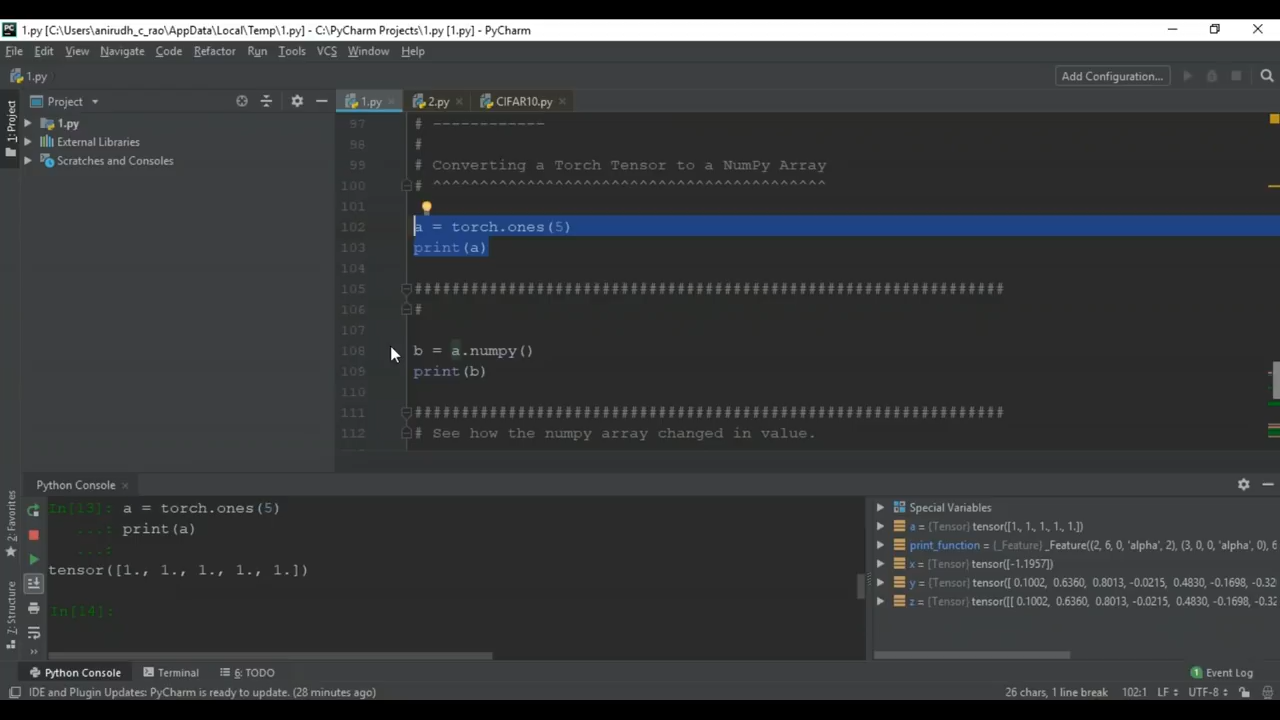 1.py [C:\Users\anirudh_c_rao\AppData\Local\Temp\1.py] - C:\PyCharm Projects\1.py [1.py] - PyCharm
File Edit View Navigate Code Refactor Run Tools VCS Window Help
1.py
Add Configuration...
Project
1.py
2.py
CIFAR10.py
1: Project
1.py
External Libraries
Scratches and Consoles
97 # ------------
98 #
99 # Converting a Torch Tensor to a NumPy Array
100 # ^^^^^^^^^^^^^^^^^^^^^^^^^^^^^^^^^^^^^^^^^^
101
102 a = torch.ones(5)
103 print(a)
104
105 ################################################################
106 #
107
108 b = a.numpy()
109 print(b)
110
111 ################################################################
112 # See how the numpy array changed in value.
Python Console
In[13]: a = torch.ones(5)
...: print(a)
...:
tensor([1., 1., 1., 1., 1.])
In[14]:
Special Variables
a = {Tensor} tensor([1., 1., 1., 1., 1.])
print_function = {_Feature} _Feature((2, 6, 0, 'alpha', 2), (3, 0, 0, 'alpha', 0), 6
x = {Tensor} tensor([-1.1957])
y = {Tensor} tensor([ 0.1002, 0.6360, 0.8013, -0.0215, 0.4830, -0.1698, -0.32
z = {Tensor} tensor([[ 0.1002, 0.6360, 0.8013, -0.0215, 0.4830, -0.1698, -0.32
2: Favorites
7: Structure
Python Console
Terminal
6: TODO
1 Event Log
IDE and Plugin Updates: PyCharm is ready to update. (28 minutes ago)
26 chars, 1 line break 102:1 LF UTF-8